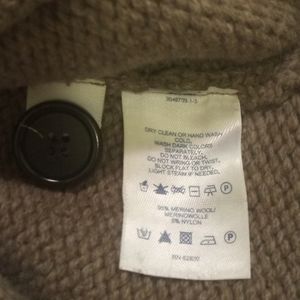 DRY CLEAN OR HAND WASH
COLD.
WASH DARK COLORS
SEPARATELY.
DO NOT BLEACH.
DO NOT WRING OR TWIST.
BLOCK FLAT TO DRY.
LIGHT STEAM IF NEEDED.
P
95% MERINO WOOL/
MERINOWOLLE
5% NYLON
P